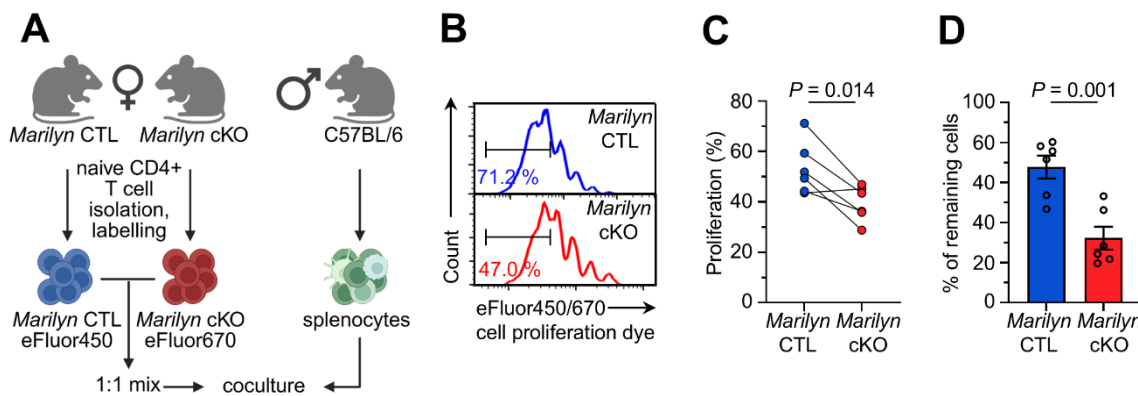 A
Marilyn CTL
Marilyn cKO
C57BL/6
naive CD4+
T cell
isolation,
labelling
Marilyn CTL
eFluor450
Marilyn cKO
eFluor670
splenocytes
1:1 mix
coculture
B
Marilyn
CTL
71.2 %
Marilyn
cKO
47.0 %
Count
eFluor450/670
cell proliferation dye
C
P = 0.014
Proliferation (%)
80
60
40
20
0
Marilyn
CTL
Marilyn
cKO
D
P = 0.001
% of remaining cells
100
80
60
40
20
0
Marilyn
CTL
Marilyn
cKO